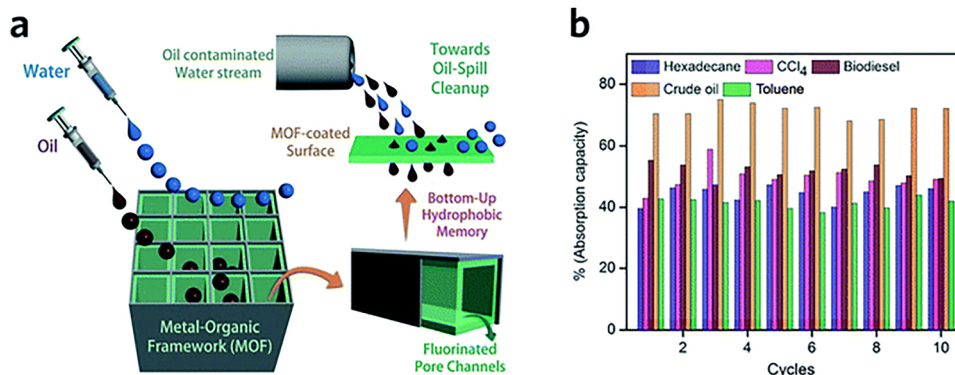 a
Water
Oil
Oil contaminated
Water stream
Towards
Oil-Spill
Cleanup
MOF-coated
Surface
Bottom-Up
Hydrophobic
Memory
Metal-Organic
Framework (MOF)
Fluorinated
Pore Channels
b
Hexadecane CCl4 Biodiesel
Crude oil Toluene
% (Absorption capacity)
80
60
40
20
0
2 4 6 8 10
Cycles